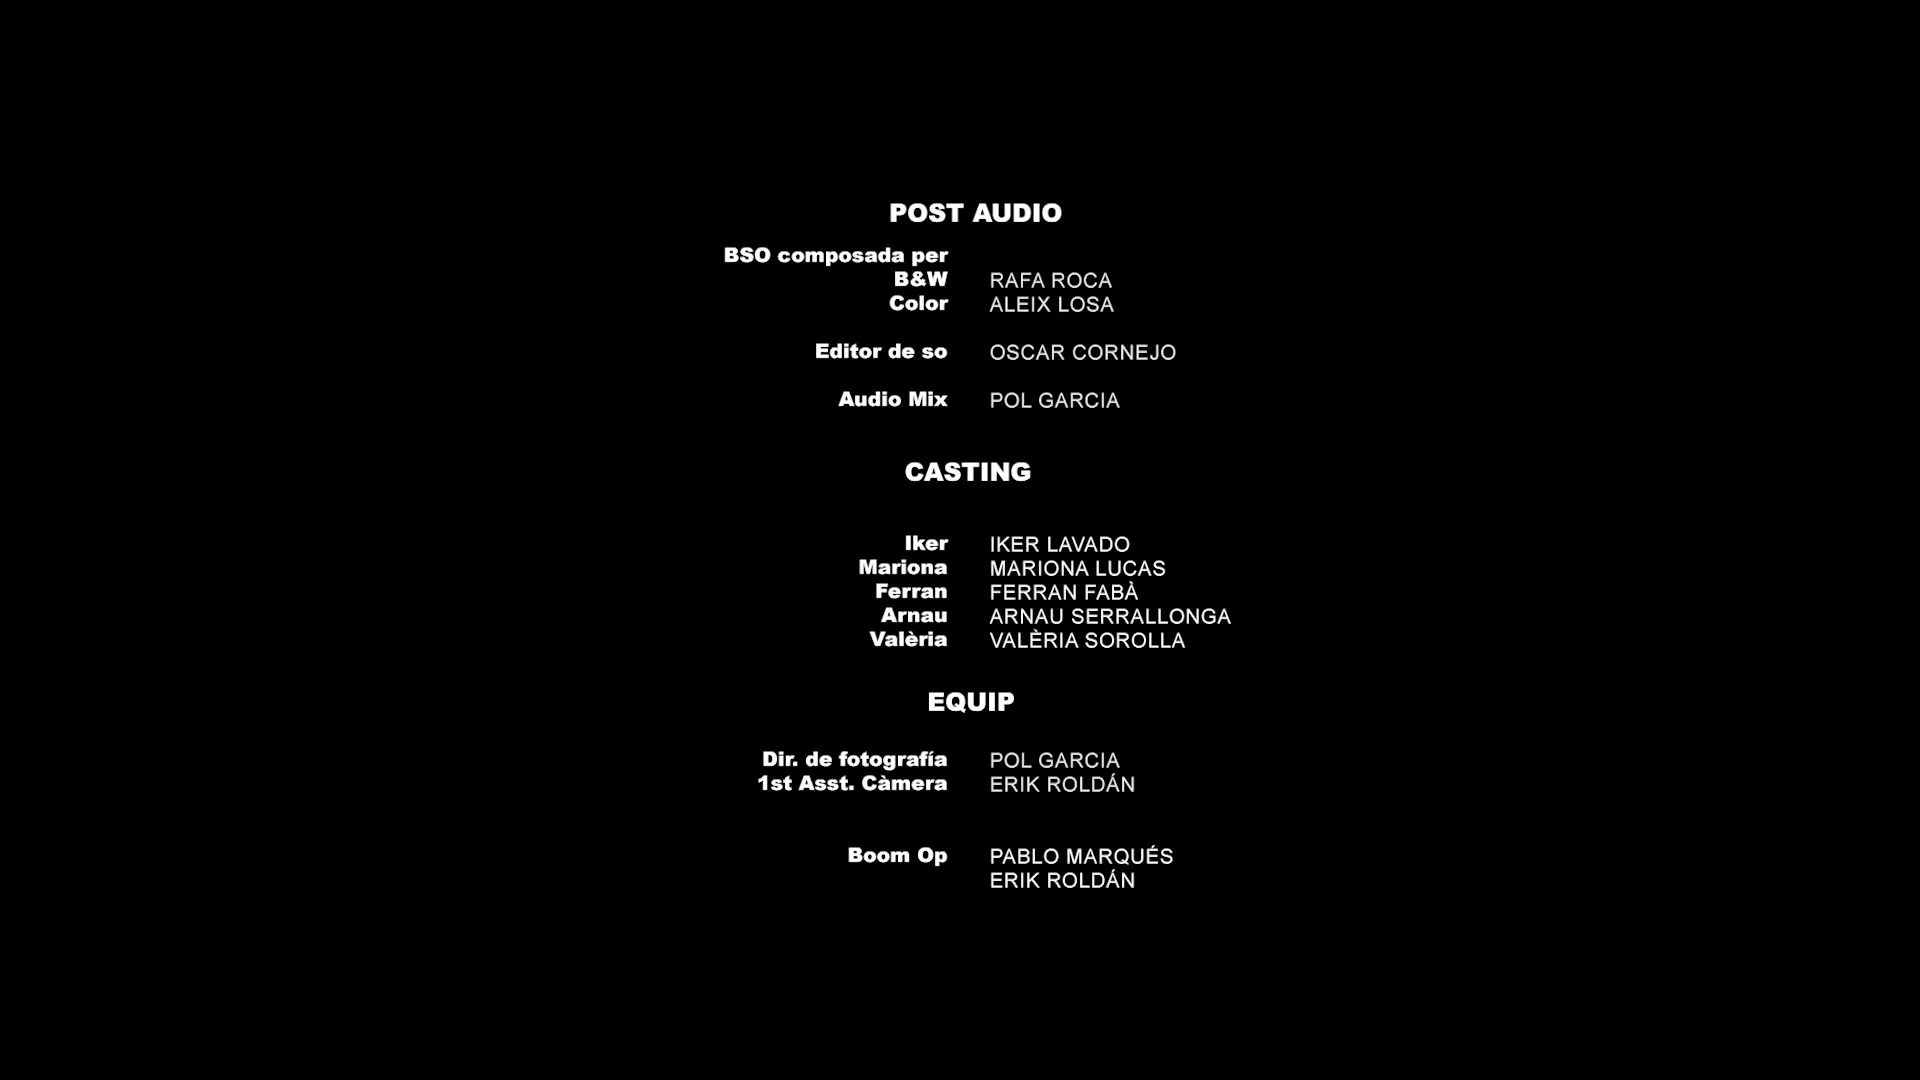 POST AUDIO
BSO composada per
B&W RAFA ROCA
Color ALEIX LOSA
Editor de so OSCAR CORNEJO
Audio Mix POL GARCIA
CASTING
Iker IKER LAVADO
Mariona MARIONA LUCAS
Ferran FERRAN FABÀ
Arnau ARNAU SERRALLONGA
Valèria VALÈRIA SOROLLA
EQUIP
Dir. de fotografía POL GARCIA
1st Asst. Càmera ERIK ROLDÁN
Boom Op PABLO MARQUÉS
ERIK ROLDÁN